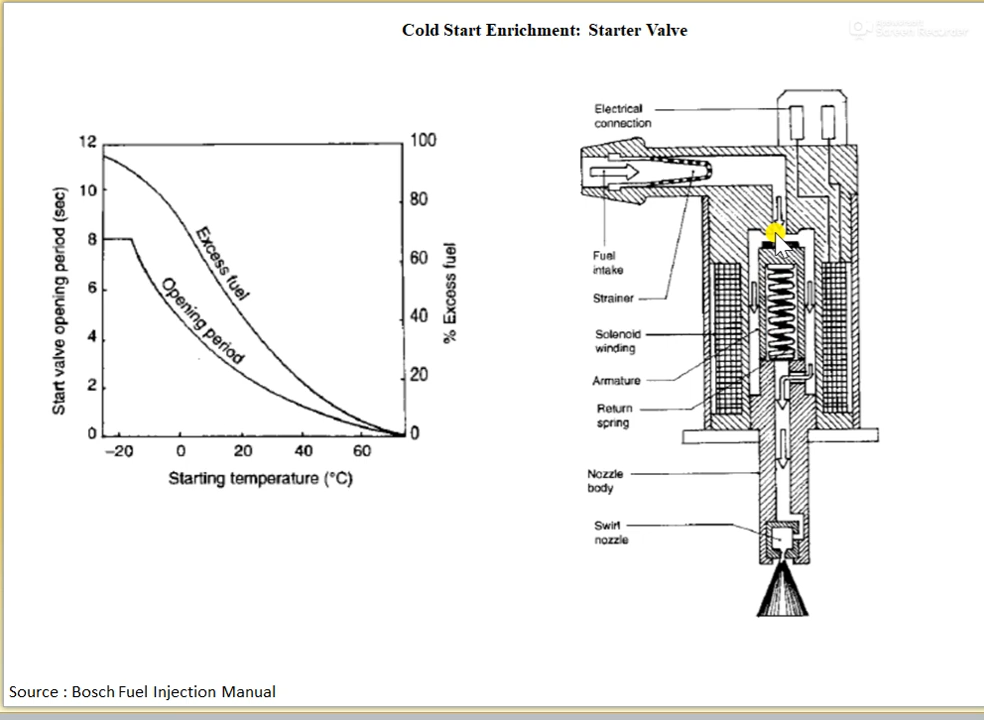 Cold Start Enrichment: Starter Valve
Screen Recorder
12
10
8
6
4
2
0
Start valve opening period (sec)
100
80
60
40
20
0
% Excess fuel
Excess fuel
Opening period
-20
0
20
40
60
Starting temperature (°C)
Electrical
connection
Fuel
intake
Strainer
Solenoid
winding
Armature
Return
spring
Nozzle
body
Swirl
nozzle
Source : Bosch Fuel Injection Manual